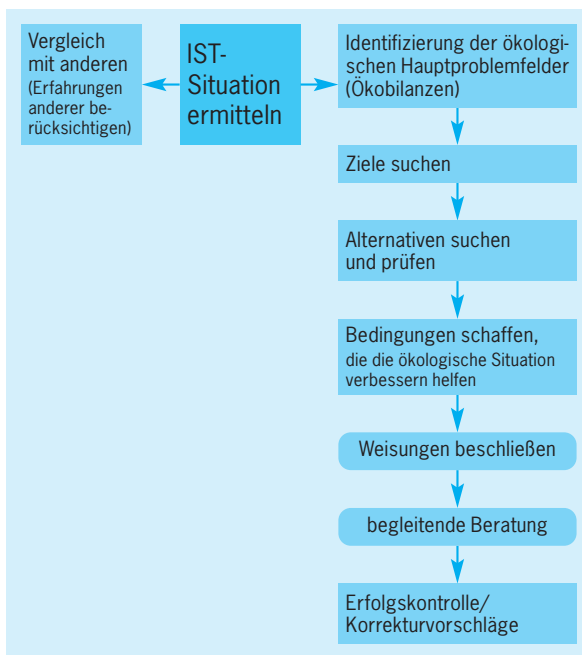 Vergleich
mit anderen
(Erfahrungen
anderer be-
rücksichtigen)
IST-
Situation
ermitteln
Identifizierung der ökologi-
schen Hauptproblemfelder
(Ökobilanzen)
Ziele suchen
Alternativen suchen
und prüfen
Bedingungen schaffen,
die die ökologische Situation
verbessern helfen
Weisungen beschließen
begleitende Beratung
Erfolgskontrolle/
Korrekturvorschläge